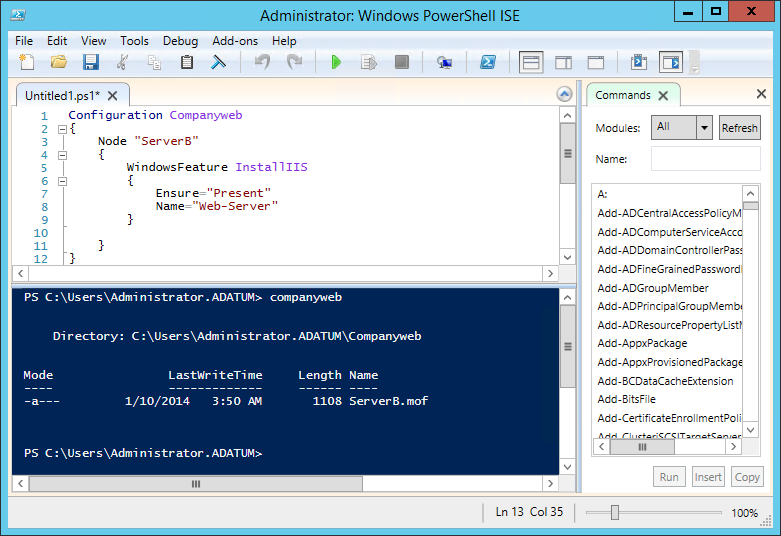 Administrator: Windows PowerShell ISE
File Edit View Tools Debug Add-ons Help
Untitled1.ps1*
1 Configuration Companyweb
2 {
3 Node "ServerB"
4 {
5 WindowsFeature InstallIIS
6 {
7 Ensure="Present"
8 Name="Web-Server"
9 }
10
11 }
12 }
PS C:\Users\Administrator.ADATUM> companyweb
Directory: C:\Users\Administrator.ADATUM\Companyweb
Mode LastWriteTime Length Name
---- ------------- ------ ----
-a--- 1/10/2014 3:50 AM 1108 ServerB.mof
PS C:\Users\Administrator.ADATUM>
Commands
Modules: All Refresh
Name:
A:
Add-ADCentralAccessPolicyM
Add-ADComputerServiceAcco
Add-ADDomainControllerPass
Add-ADFineGrainedPassword
Add-ADGroupMember
Add-ADPrincipalGroupMembe
Add-ADResourcePropertyListM
Add-AppxPackage
Add-AppxProvisionedPackage
Add-BCDataCacheExtension
Add-BitsFile
Add-CertificateEnrollmentPoli
Add-ClusteriSCSITargetServer
Run Insert Copy
Ln 13 Col 35 100%